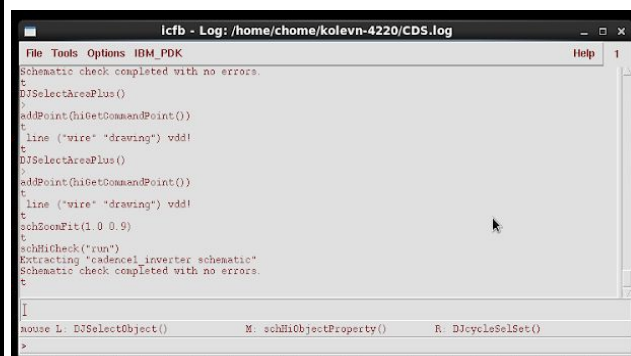 icfb - Log: /home/chome/kolevn-4220/CDS.log
File Tools Options IBM_PDK Help 1
Schematic check completed with no errors.
t
DJSelectAreaPlus()
>
addPoint(hiGetCommandPoint())
t
line ("wire" "drawing") vdd!
t
DJSelectAreaPlus()
>
addPoint(hiGetCommandPoint())
t
line ("wire" "drawing") vdd!
t
schZoomFit(1.0 0.9)
t
schHiCheck("run")
Extracting "cadence1_inverter schematic"
Schematic check completed with no errors.
t
mouse L: DJSelectObject() M: schHiObjectProperty() R: DJcycleSelSet()
>